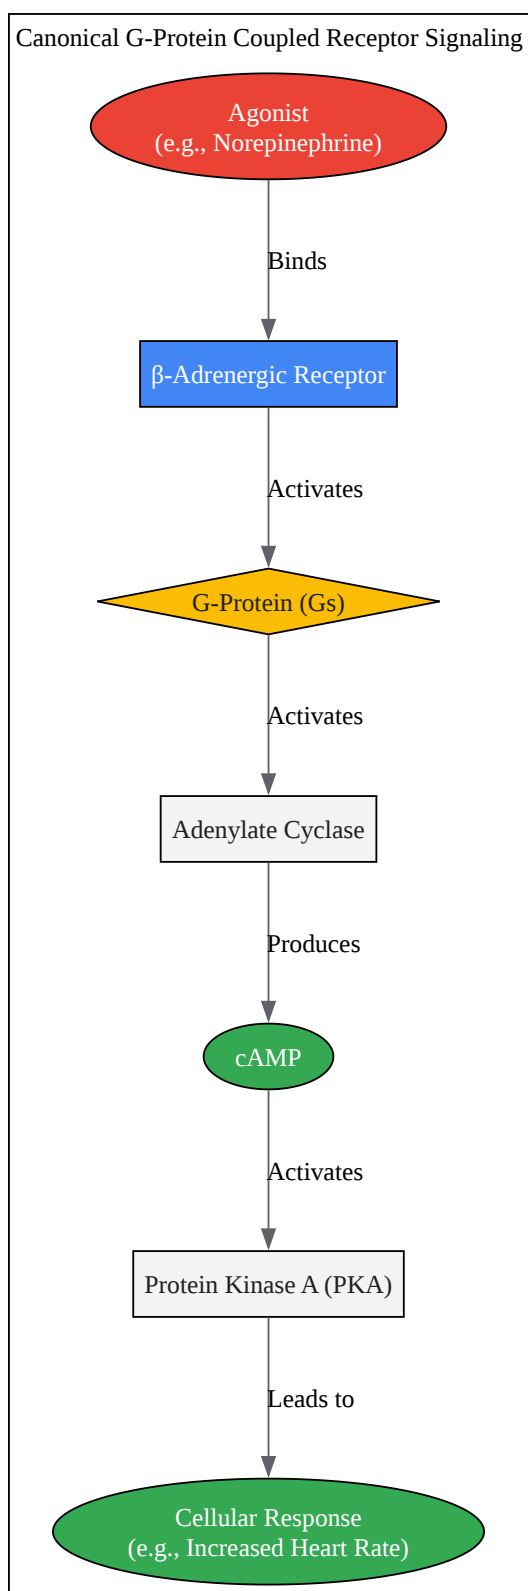 Canonical G-Protein Coupled Receptor Signaling
Agonist
(e.g., Norepinephrine)
Binds
β-Adrenergic Receptor
Activates
G-Protein (Gs)
Activates
Adenylate Cyclase
Produces
cAMP
Activates
Protein Kinase A (PKA)
Leads to
Cellular Response
(e.g., Increased Heart Rate)